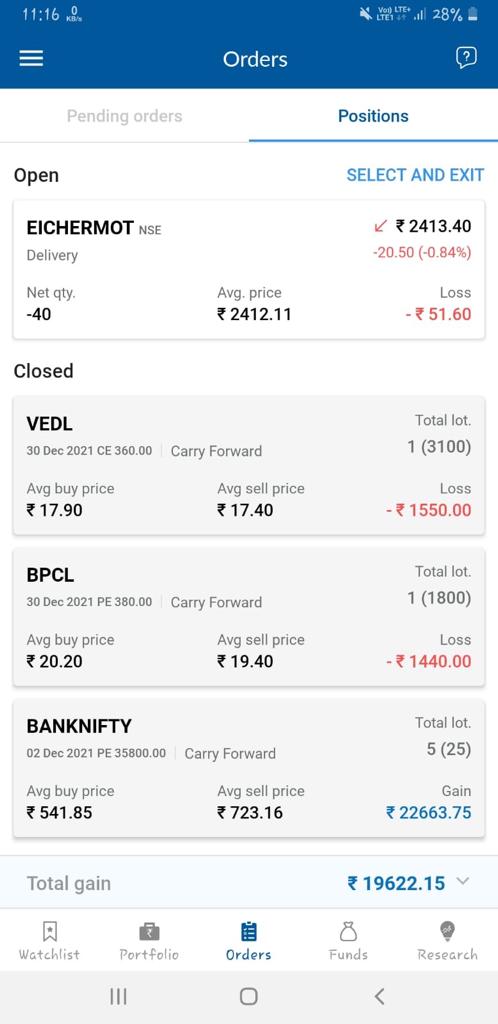 11:16 0 KB/s Vo)) LTE+ LTE1 ↓↑ 28%
Orders
Pending orders Positions
Open SELECT AND EXIT
EICHERMOT NSE ₹ 2413.40
Delivery -20.50 (-0.84%)
Net qty. Avg. price Loss
-40 ₹ 2412.11 - ₹ 51.60
Closed
VEDL Total lot.
30 Dec 2021 CE 360.00 Carry Forward 1 (3100)
Avg buy price Avg sell price Loss
₹ 17.90 ₹ 17.40 - ₹ 1550.00
BPCL Total lot.
30 Dec 2021 PE 380.00 Carry Forward 1 (1800)
Avg buy price Avg sell price Loss
₹ 20.20 ₹ 19.40 - ₹ 1440.00
BANKNIFTY Total lot.
02 Dec 2021 PE 35800.00 Carry Forward 5 (25)
Avg buy price Avg sell price Gain
₹ 541.85 ₹ 723.16 ₹ 22663.75
Total gain ₹ 19622.15
Watchlist Portfolio Orders Funds Research